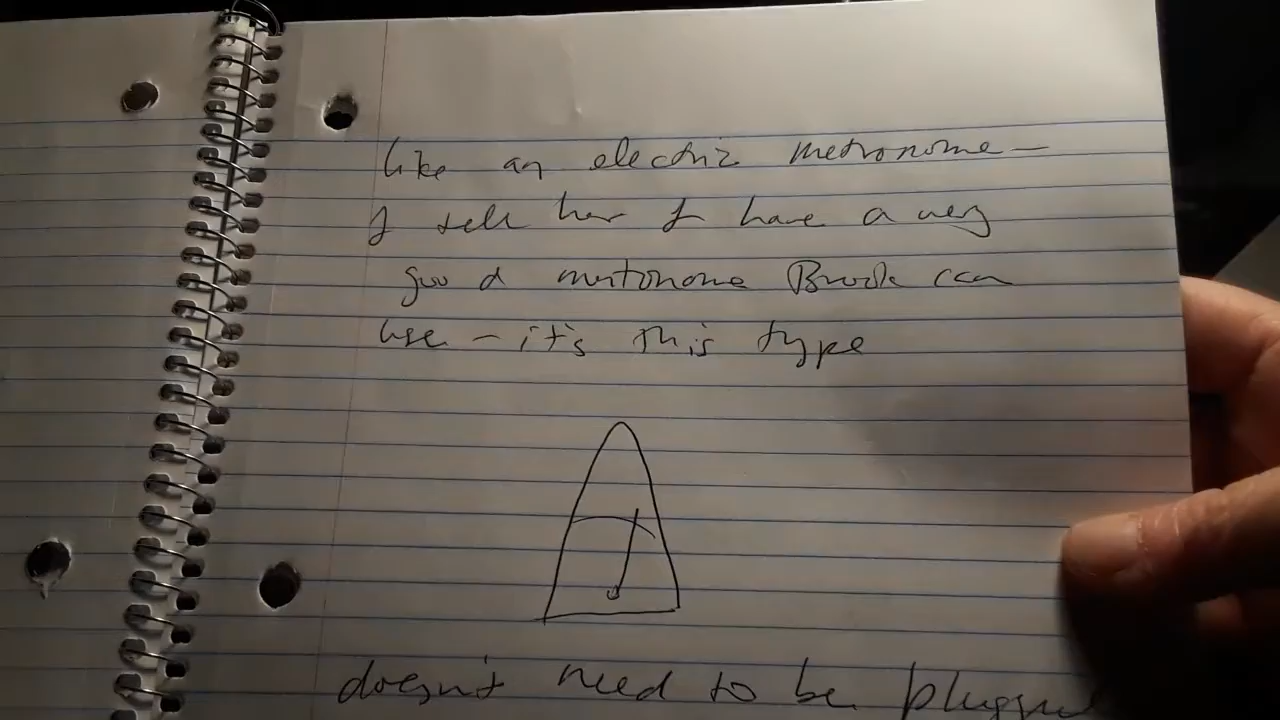 like an electric metronome –
I tell her I have a very
good metronome Brook can
use – it's this type
doesn't need to be plugged